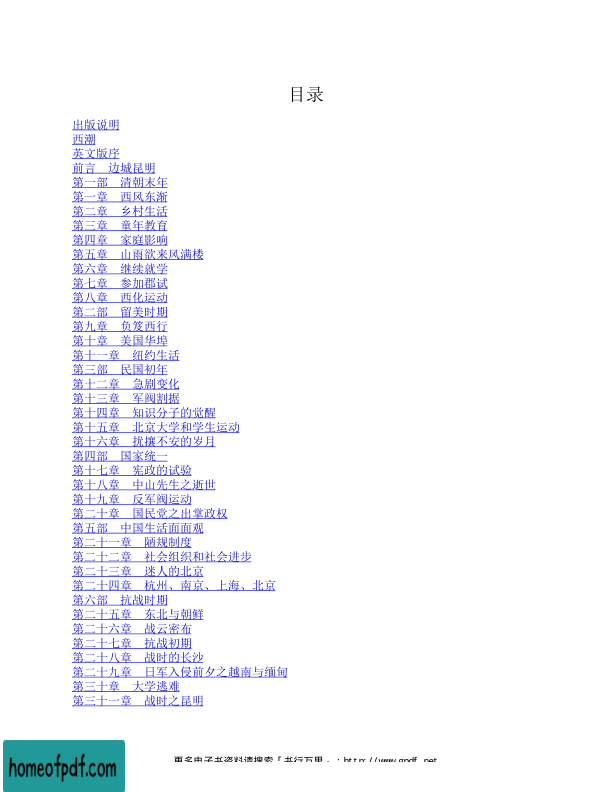 目录
出版说明
西潮
英文版序
前言　边城昆明
第一部　清朝末年
第一章　西风东渐
第二章　乡村生活
第三章　童年教育
第四章　家庭影响
第五章　山雨欲来风满楼
第六章　继续就学
第七章　参加郡试
第八章　西化运动
第二部　留美时期
第九章　负笈西行
第十章　美国华埠
第十一章　纽约生活
第三部　民国初年
第十二章　急剧变化
第十三章　军阀割据
第十四章　知识分子的觉醒
第十五章　北京大学和学生运动
第十六章　扰攘不安的岁月
第四部　国家统一
第十七章　宪政的试验
第十八章　中山先生之逝世
第十九章　反军阀运动
第二十章　国民党之出掌政权
第五部　中国生活面面观
第二十一章　陋规制度
第二十二章　社会组织和社会进步
第二十三章　迷人的北京
第二十四章　杭州、南京、上海、北京
第六部　抗战时期
第二十五章　东北与朝鲜
第二十六章　战云密布
第二十七章　抗战初期
第二十八章　战时的长沙
第二十九章　日军入侵前夕之越南与缅甸
第三十章　大学逃难
第三十一章　战时之昆明
更多电子书资料请搜索「书行万里」：http://www.gpdf.net
homeofpdf.com